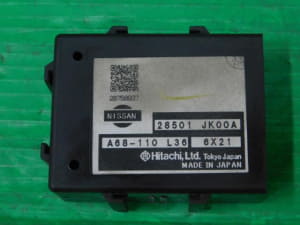 NISSAN
28501 JK00A
A68-110 L36 6X21
Hitachi, Ltd. Tokyo Japan
MADE IN JAPAN